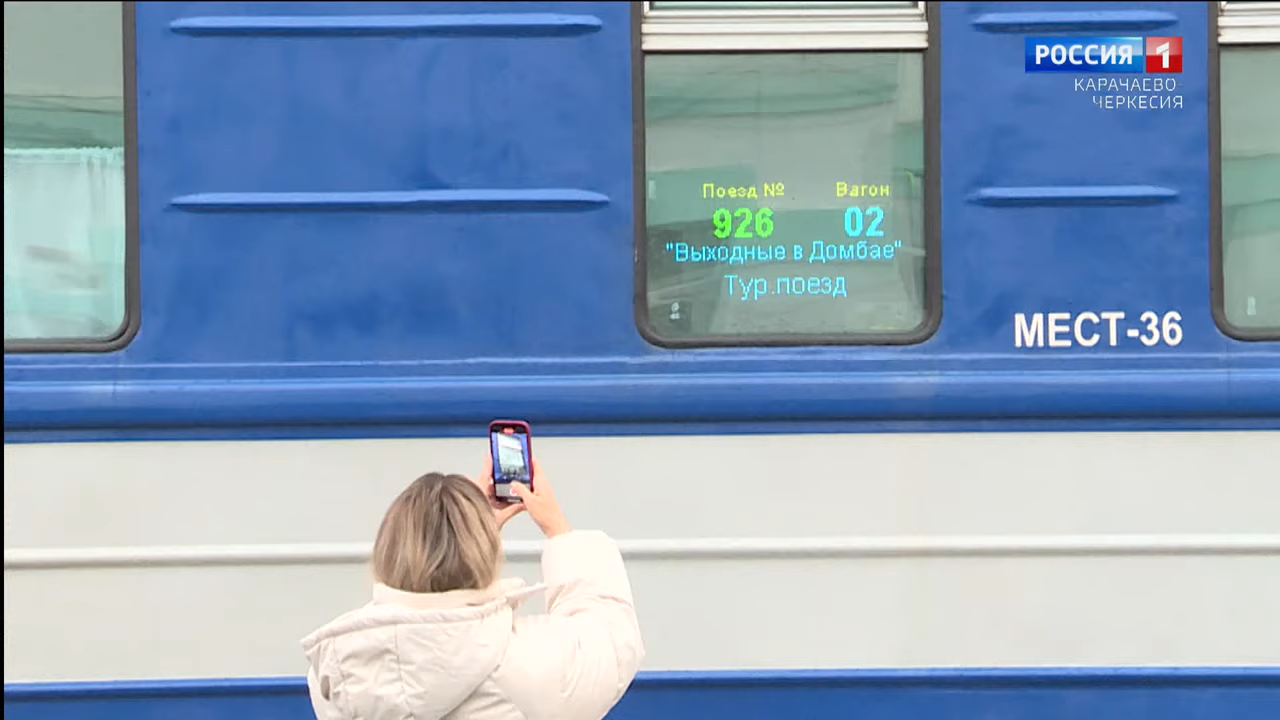 РОССИЯ 1
КАРАЧАЕВО-
ЧЕРКЕСИЯ
Поезд № Вагон
926 02
"Выходные в Домбае"
Тур.поезд
МЕСТ-36